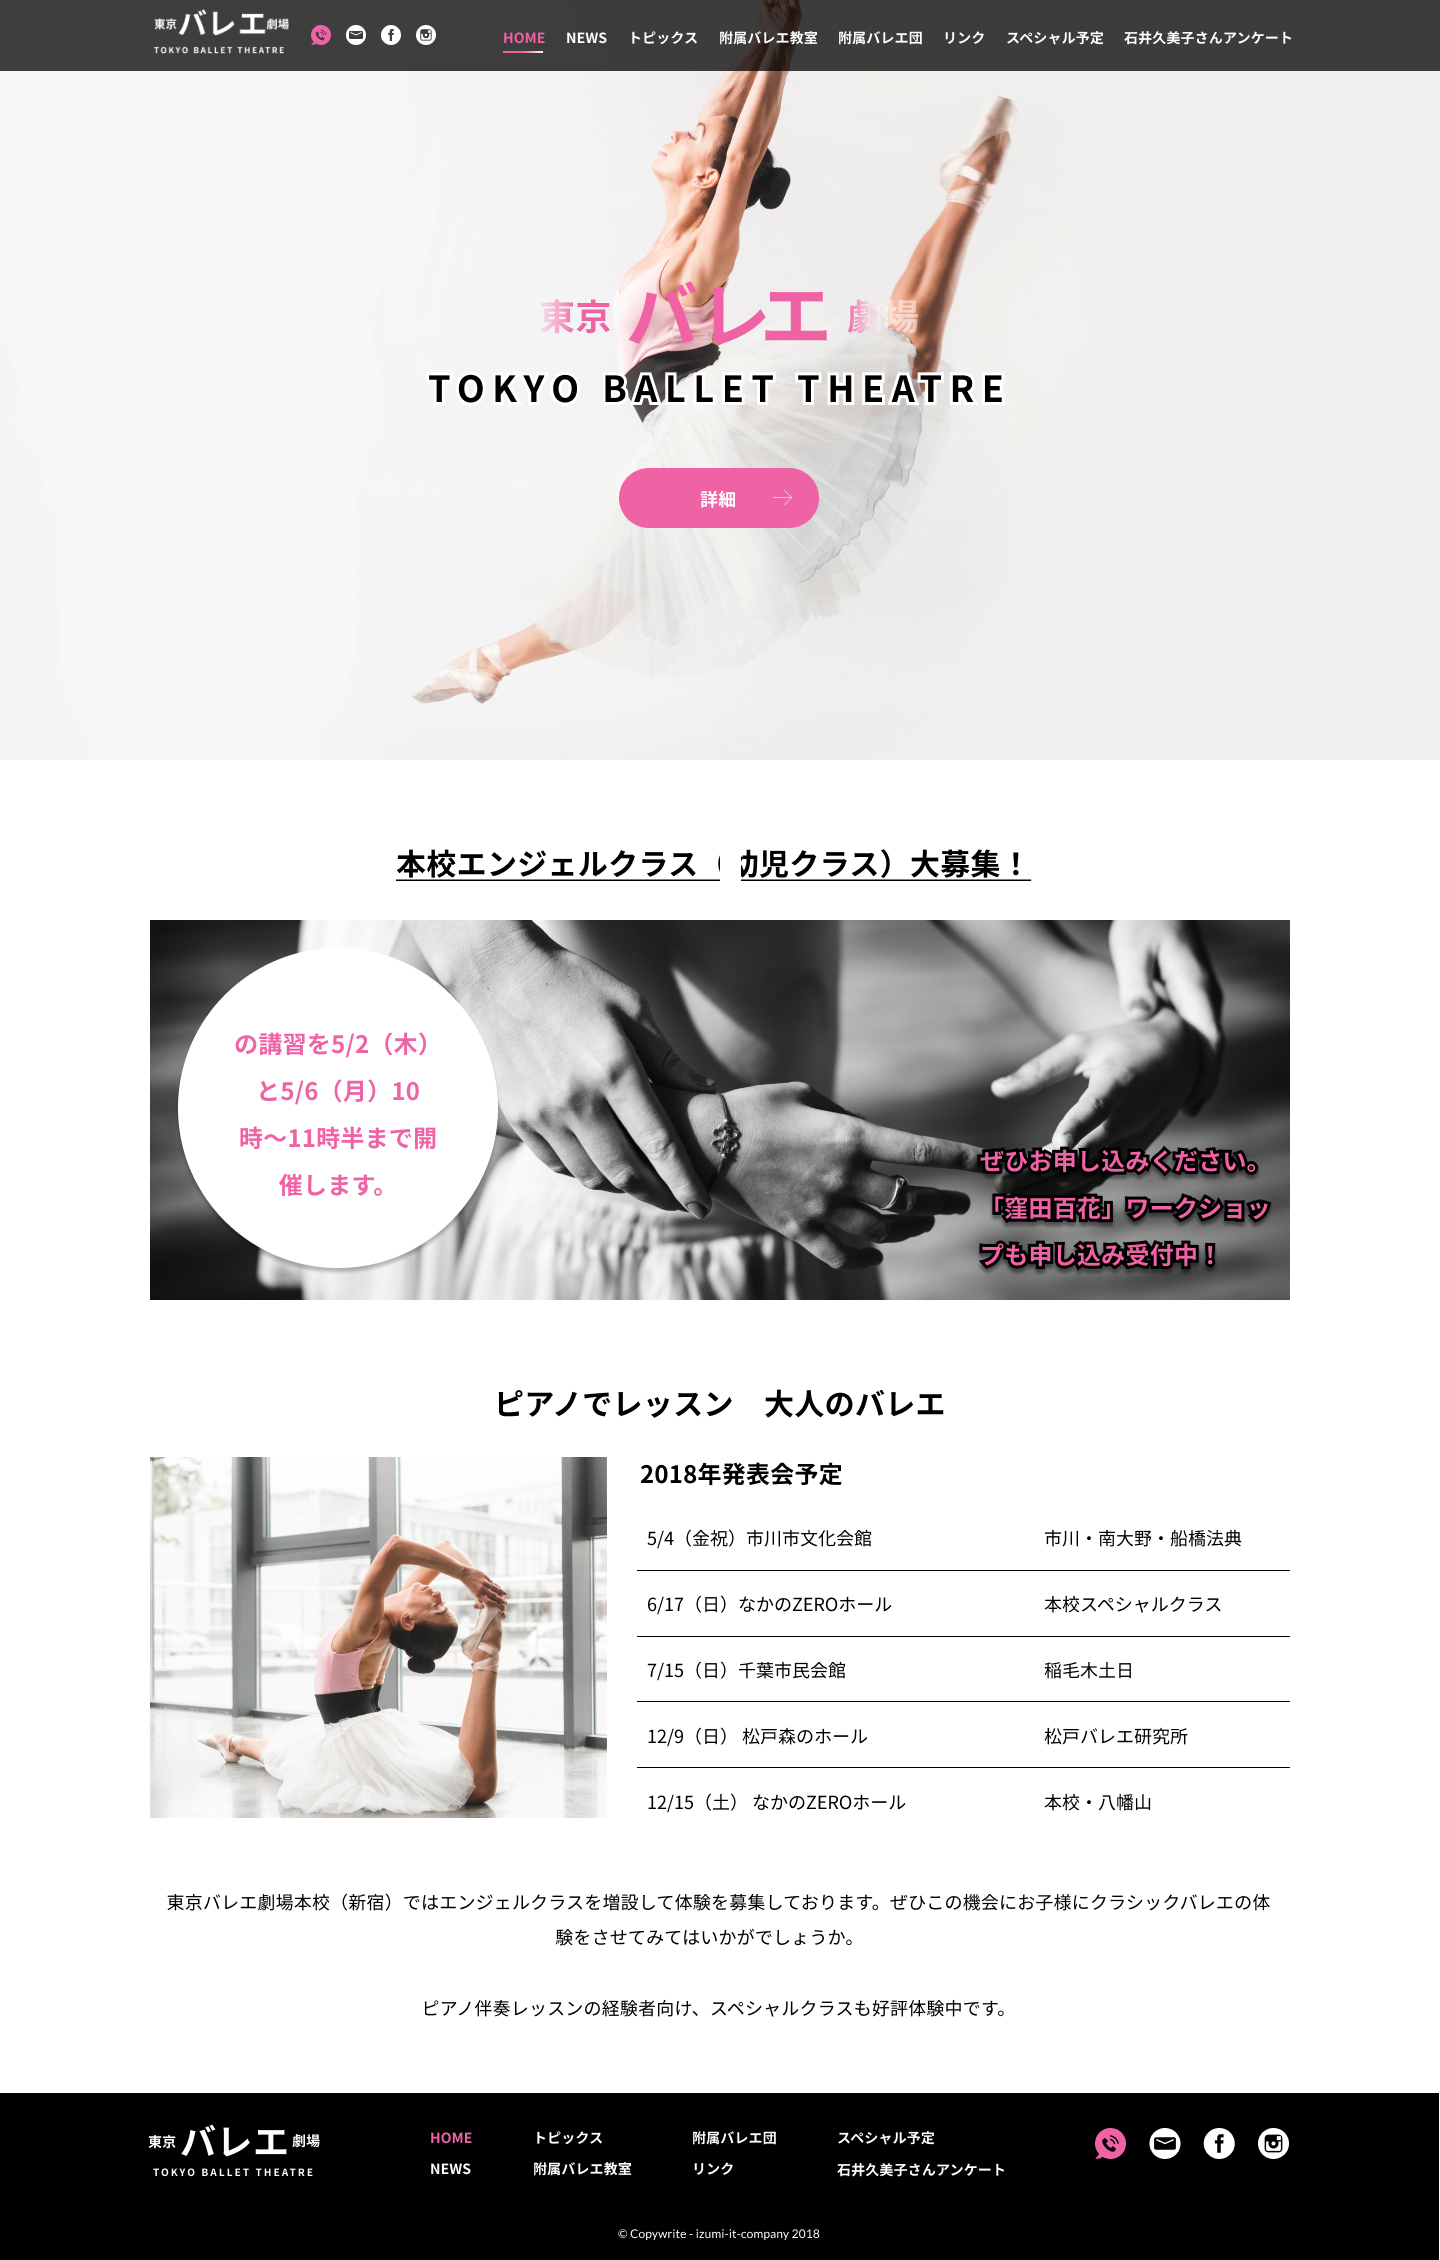 東京 バレエ 劇場
TOKYO BALLET THEATRE
HOME NEWS トピックス 附属バレエ教室 附属バレエ団 リンク スペシャル予定 石井久美子さんアンケート
東京 バレエ 劇場
TOKYO BALLET THEATRE
詳細
本校エンジェルクラス（幼児クラス）大募集！
の講習を5/2（木）
と5/6（月）10
時〜11時半まで開
催します。
ぜひお申し込みください。
「窪田百花」ワークショッ
プも申し込み受付中！
ピアノでレッスン　大人のバレエ
2018年発表会予定
5/4（金祝）市川市文化会館 市川・南大野・船橋法典
6/17（日）なかのZEROホール 本校スペシャルクラス
7/15（日）千葉市民会館 稲毛木土日
12/9（日） 松戸森のホール 松戸バレエ研究所
12/15（土） なかのZEROホール 本校・八幡山
東京バレエ劇場本校（新宿）ではエンジェルクラスを増設して体験を募集しております。ぜひこの機会にお子様にクラシックバレエの体
験をさせてみてはいかがでしょうか。
ピアノ伴奏レッスンの経験者向け、スペシャルクラスも好評体験中です。
東京 バレエ 劇場
TOKYO BALLET THEATRE
HOME トピックス 附属バレエ団 スペシャル予定
NEWS 附属バレエ教室 リンク 石井久美子さんアンケート
© Copywrite - izumi-it-company 2018